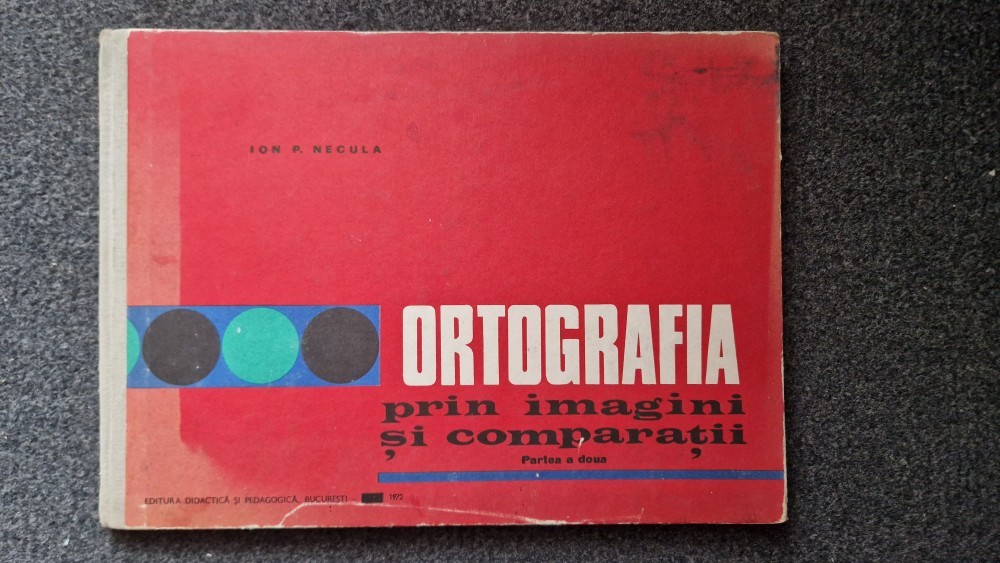 ION P. NECULA
ORTOGRAFIA
prin imagini
și comparații
Partea a doua
EDITURA DIDACTICĂ ȘI PEDAGOGICĂ, BUCUREȘTI – 1972